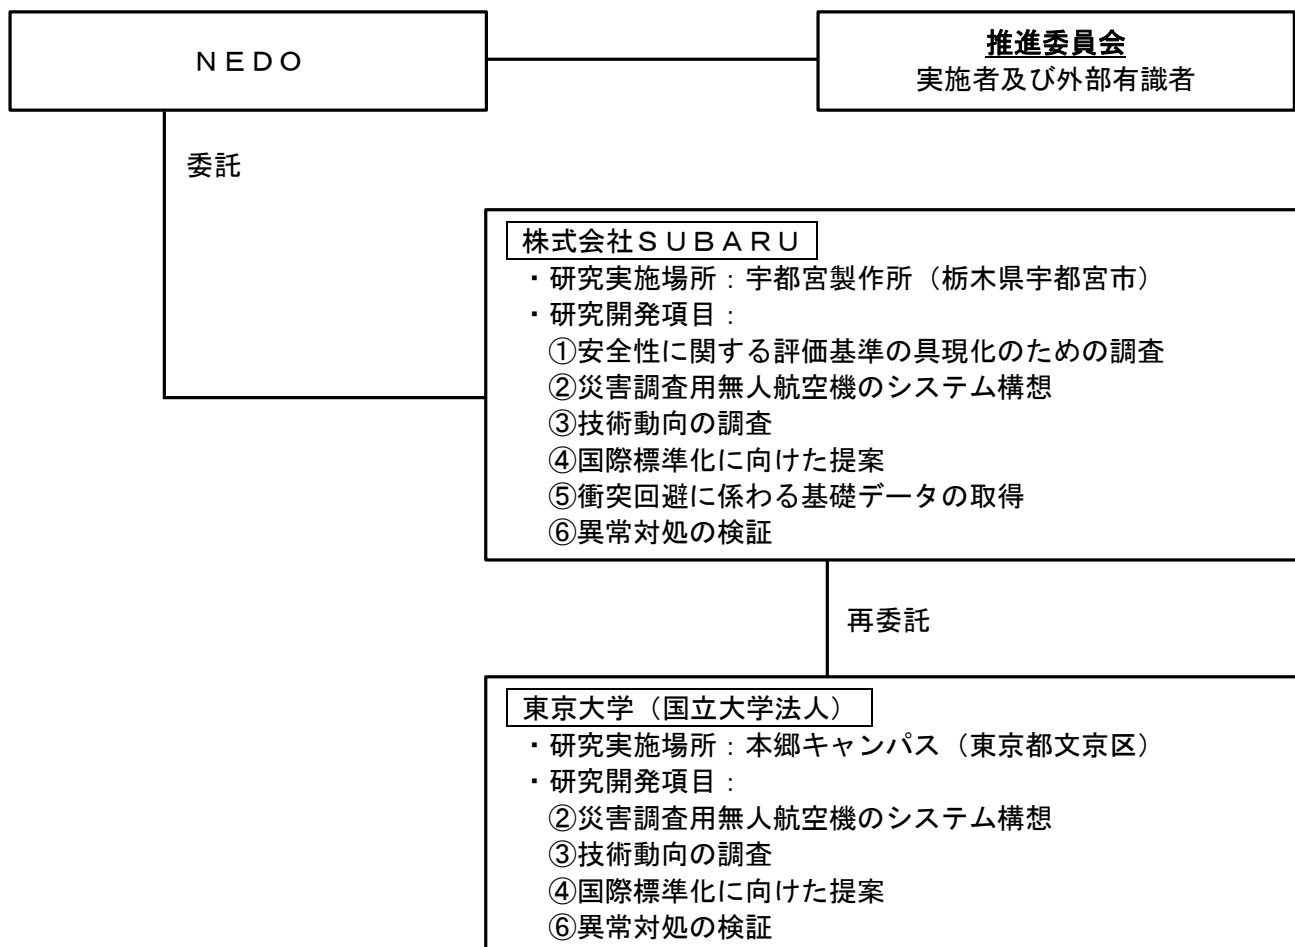 ＮＥＤＯ
推進委員会
実施者及び外部有識者
委託
株式会社ＳＵＢＡＲＵ
・研究実施場所：宇都宮製作所（栃木県宇都宮市）
・研究開発項目：
①安全性に関する評価基準の具現化のための調査
②災害調査用無人航空機のシステム構想
③技術動向の調査
④国際標準化に向けた提案
⑤衝突回避に係わる基礎データの取得
⑥異常対処の検証
再委託
東京大学（国立大学法人）
・研究実施場所：本郷キャンパス（東京都文京区）
・研究開発項目：
②災害調査用無人航空機のシステム構想
③技術動向の調査
④国際標準化に向けた提案
⑥異常対処の検証